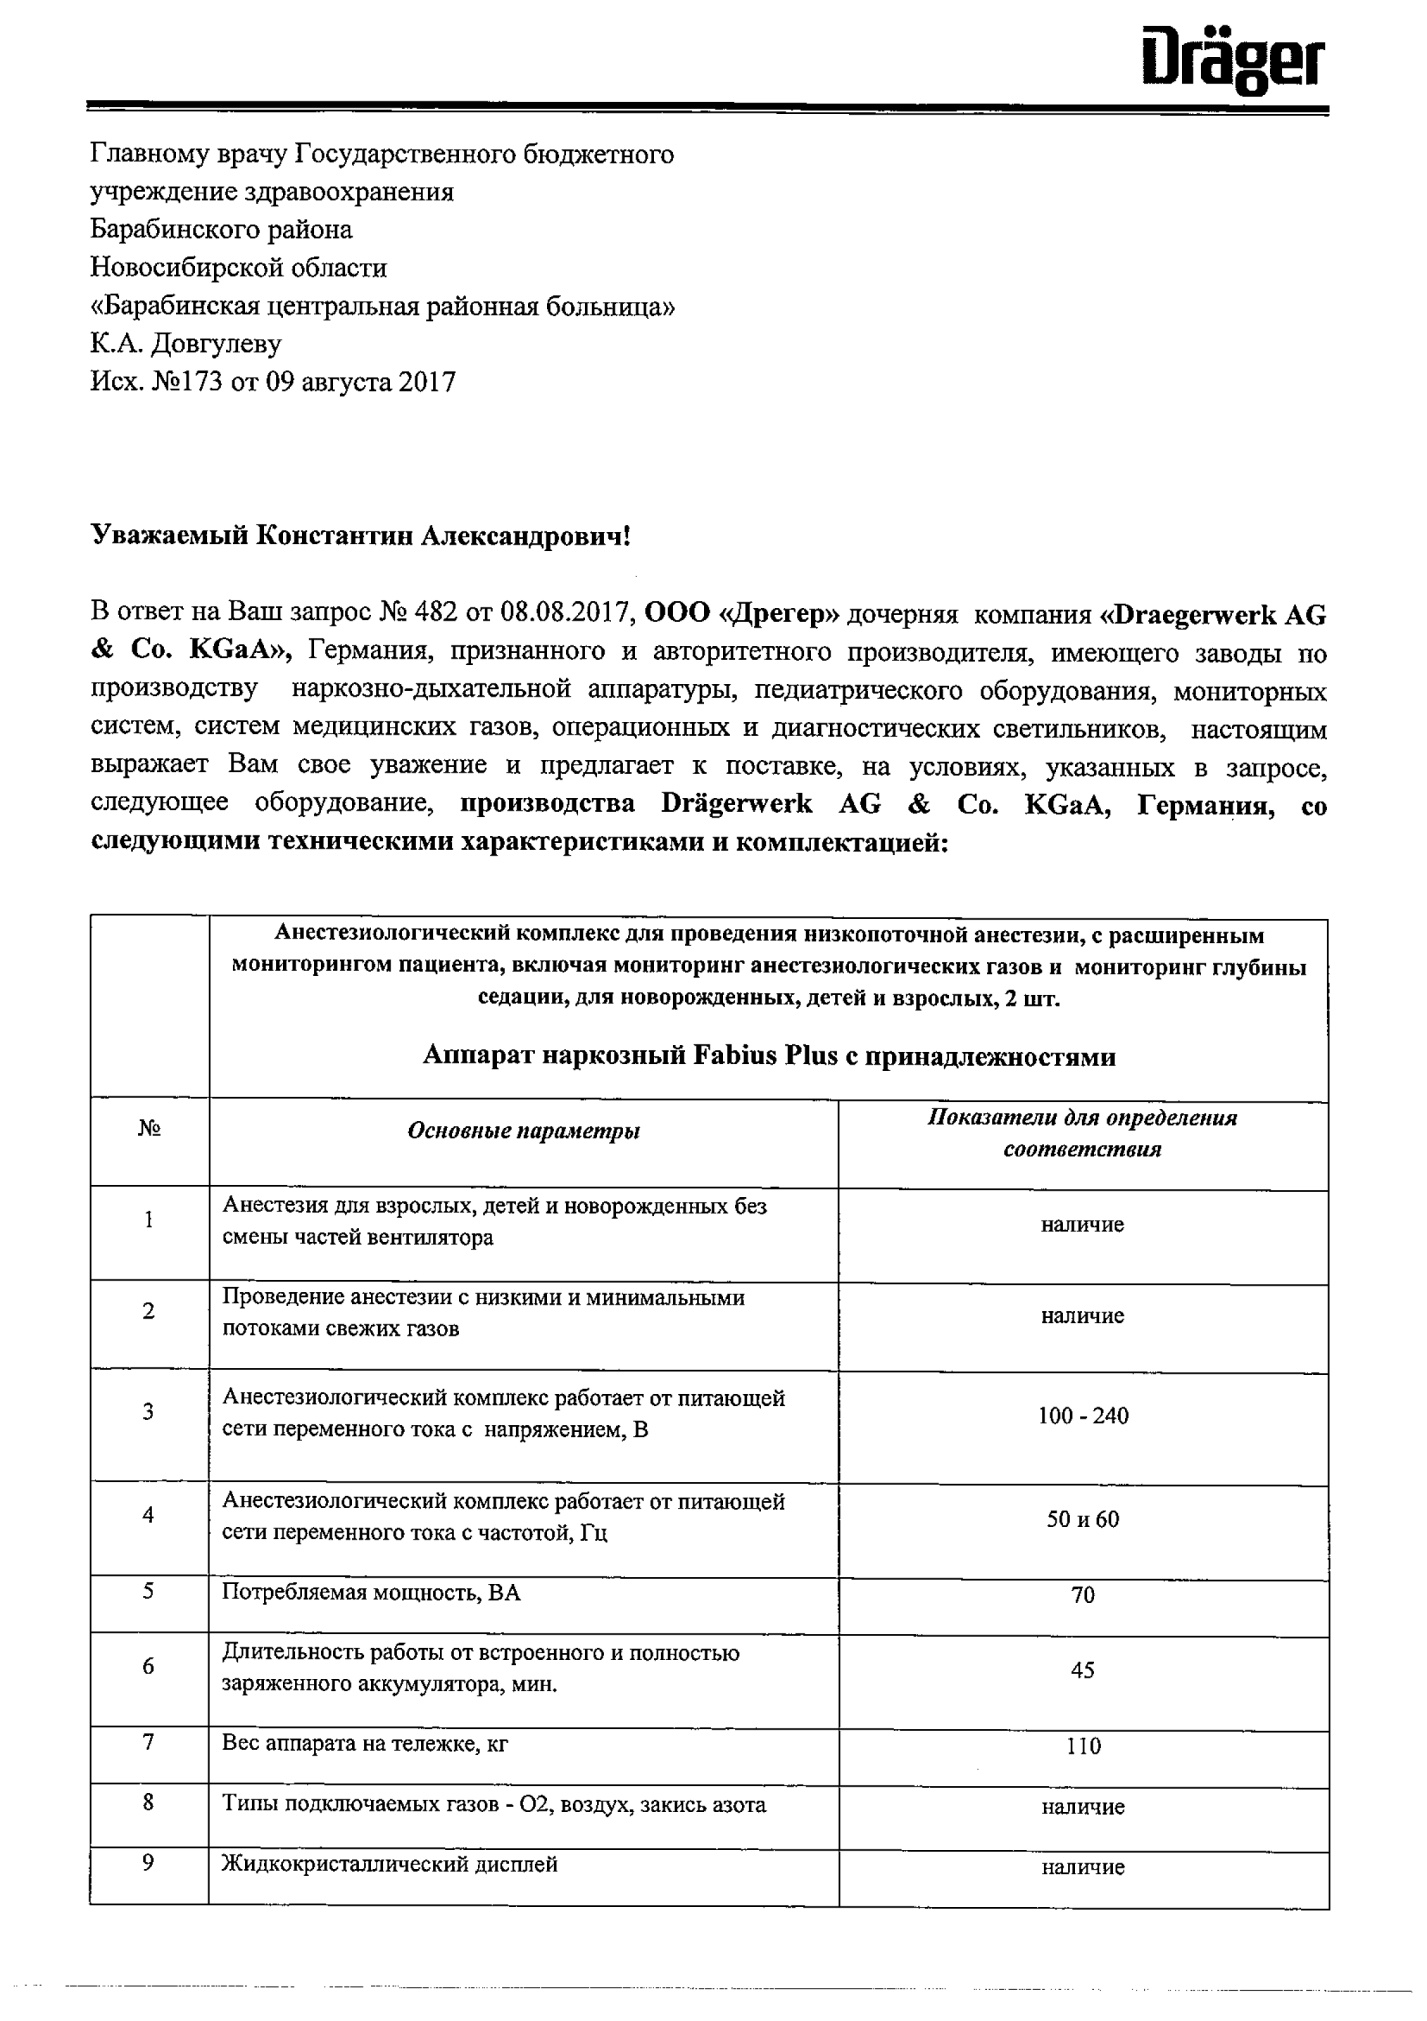 Dräger
Главному врачу Государственного бюджетного
учреждение здравоохранения
Барабинского района
Новосибирской области
«Барабинская центральная районная больница»
К.А. Довгулеву
Исх. №173 от 09 августа 2017
Уважаемый Константин Александрович!
В ответ на Ваш запрос № 482 от 08.08.2017, ООО «Дрегер» дочерняя компания «Draegerwerk AG
& Co. KGaA», Германия, признанного и авторитетного производителя, имеющего заводы по
производству наркозно-дыхательной аппаратуры, педиатрического оборудования, мониторных
систем, систем медицинских газов, операционных и диагностических светильников, настоящим
выражает Вам свое уважение и предлагает к поставке, на условиях, указанных в запросе,
следующее оборудование, производства Drägerwerk AG & Co. KGaA, Германия, со
следующими техническими характеристиками и комплектацией:
Анестезиологический комплекс для проведения низкопоточной анестезии, с расширенным
мониторингом пациента, включая мониторинг анестезиологических газов и мониторинг глубины
седации, для новорожденных, детей и взрослых, 2 шт.
Аппарат наркозный Fabius Plus с принадлежностями
№
Основные параметры
Показатели для определения
соответствия
1
Анестезия для взрослых, детей и новорожденных без
смены частей вентилятора
наличие
2
Проведение анестезии с низкими и минимальными
потоками свежих газов
наличие
3
Анестезиологический комплекс работает от питающей
сети переменного тока с напряжением, В
100 - 240
4
Анестезиологический комплекс работает от питающей
сети переменного тока с частотой, Гц
50 и 60
5
Потребляемая мощность, ВА
70
6
Длительность работы от встроенного и полностью
заряженного аккумулятора, мин.
45
7
Вес аппарата на тележке, кг
110
8
Типы подключаемых газов - O2, воздух, закись азота
наличие
9
Жидкокристаллический дисплей
наличие